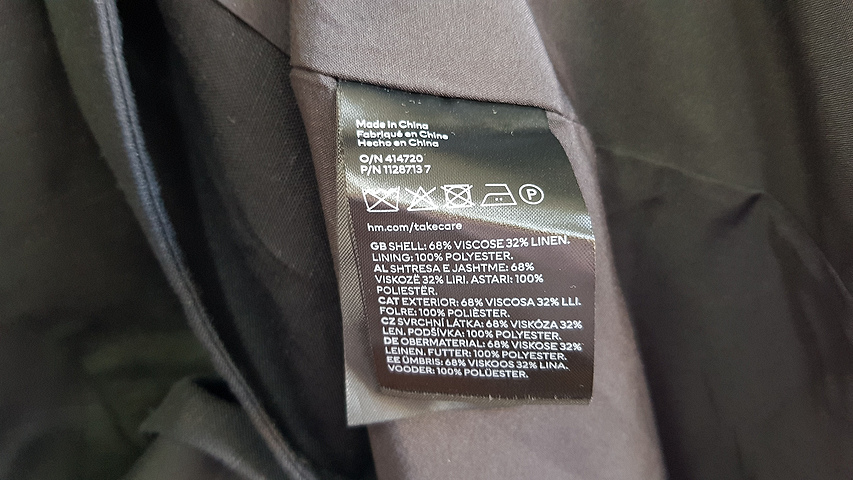 Made in China
Fabriqué en Chine
Hecho en China
O/N 414720
P/N 1128713 7
P
hm.com/takecare
GB SHELL: 68% VISCOSE 32% LINEN.
LINING: 100% POLYESTER.
AL SHTRESA E JASHTME: 68%
VISKOZË 32% LIRI. ASTARI: 100%
POLIESTËR.
CAT EXTERIOR: 68% VISCOSA 32% LLI.
FOLRE: 100% POLIÈSTER.
CZ SVRCHNÍ LÁTKA: 68% VISKÓZA 32%
LEN. PODŠÍVKA: 100% POLYESTER.
DE OBERMATERIAL: 68% VISKOSE 32%
LEINEN. FUTTER: 100% POLYESTER.
EE ÜMBRIS: 68% VISKOOS 32% LINA.
VOODER: 100% POLÜESTER.